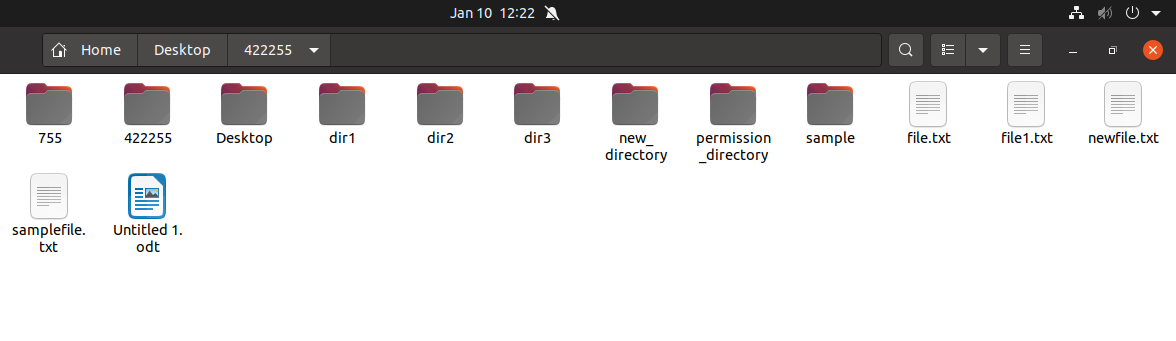 Jan 10 12:22
Home Desktop 422255
755 422255 Desktop dir1 dir2 dir3 new_ permission sample file.txt file1.txt newfile.txt
directory _directory
samplefile. Untitled 1.
txt odt